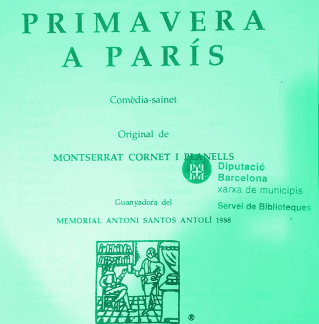 PRIMAVERA
A PARÍS
Comèdia-sainet
Original de
MONTSERRAT CORNET I PLANELLS
Diputació
Barcelona
xarxa de municipis
Servei de Biblioteques
Guanyadora del
MEMORIAL ANTONI SANTOS ANTOLÍ 1988
®